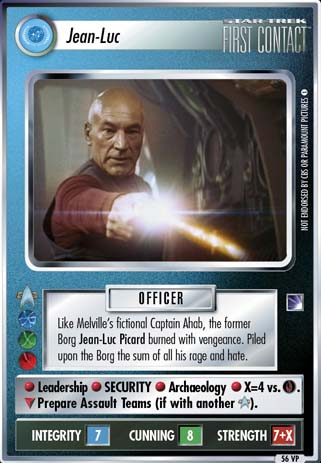 Jean-Luc
STAR TREK
FIRST CONTACT
NOT ENDORSED BY CBS OR PARAMOUNT PICTURES
OFFICER
Like Melville's fictional Captain Ahab, the former
Borg Jean-Luc Picard burned with vengeance. Piled
upon the Borg the sum of all his rage and hate.
Leadership SECURITY Archaeology X=4 vs. .
Prepare Assault Teams (if with another ).
INTEGRITY 7 CUNNING 8 STRENGTH 7+X
56 VP